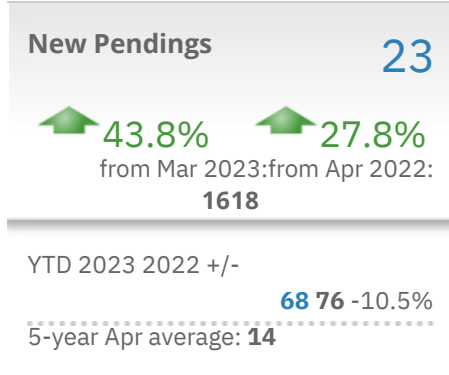 New Pendings
23
43.8% 27.8%
from Mar 2023:from Apr 2022:
1618
YTD 2023 2022 +/-
68 76 -10.5%
5-year Apr average: 14